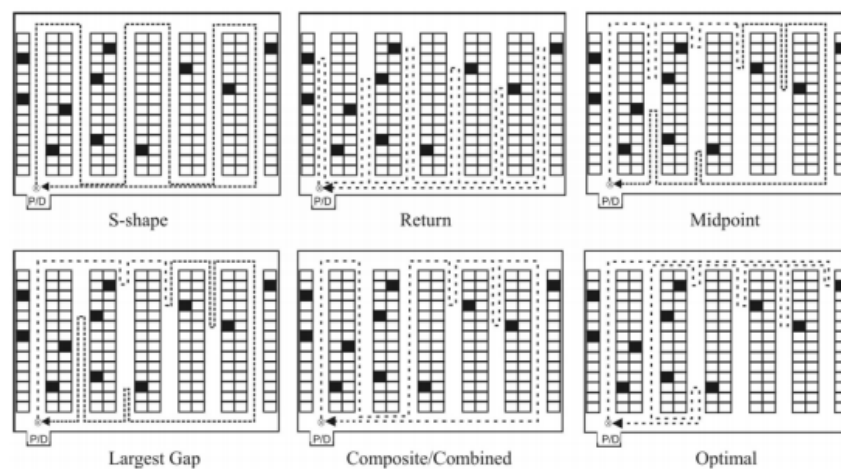 P/D
P/D
P/D
S-shape
Return
Midpoint
P/D
P/D
P/D
Largest Gap
Composite/Combined
Optimal